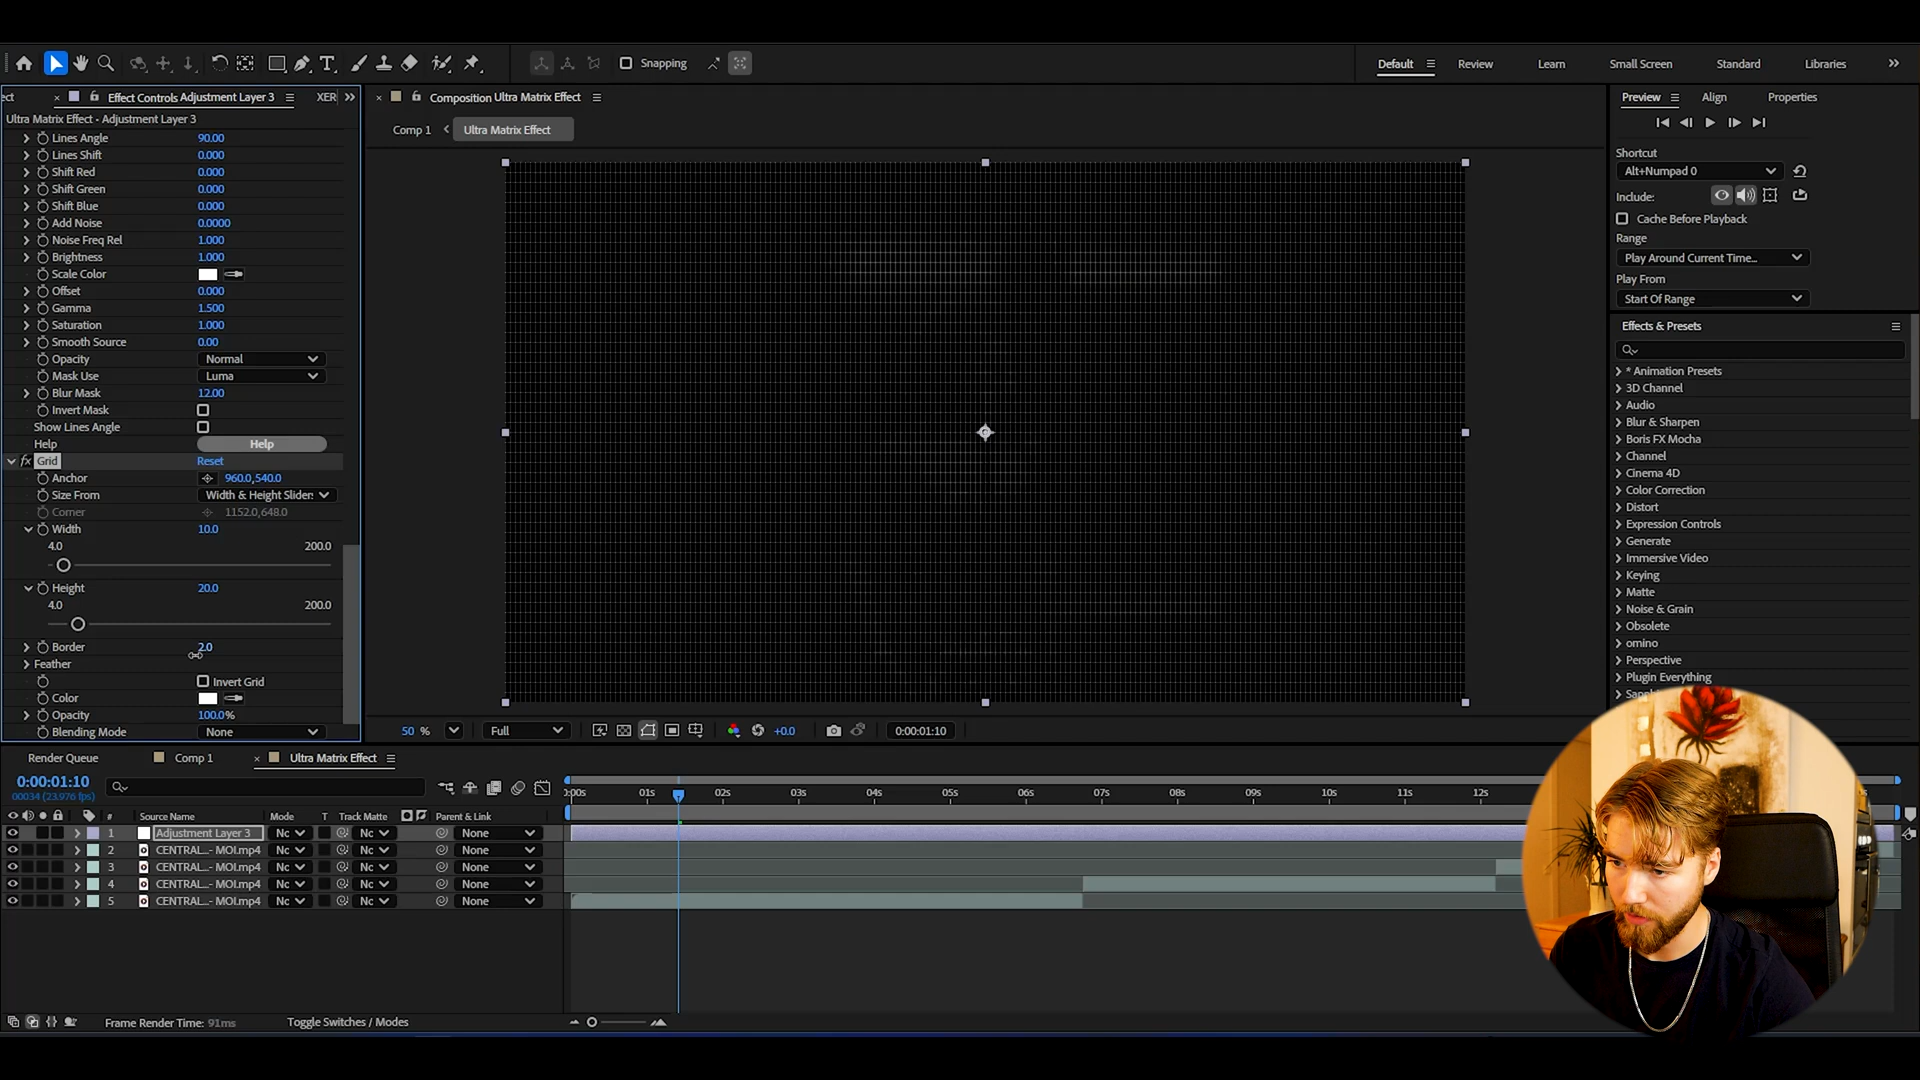 Snapping
Default
Review
Learn
Small Screen
Standard
Libraries
Effect Controls Adjustment Layer 3
XER
Composition Ultra Matrix Effect
Preview
Align
Properties
Ultra Matrix Effect - Adjustment Layer 3
Comp 1
Ultra Matrix Effect
Lines Angle 90.00
Lines Shift 0.000
Shift Red 0.000
Shift Green 0.000
Shift Blue 0.000
Add Noise 0.0000
Noise Freq Rel 1.000
Brightness 1.000
Scale Color
Offset 0.000
Gamma 1.500
Saturation 1.000
Smooth Source 0.00
Opacity Normal
Mask Use Luma
Blur Mask 12.00
Invert Mask
Show Lines Angle
Help Help
fx Grid Reset
Anchor 960.0,540.0
Size From Width & Height Sliders
Corner 1152.0,648.0
Width 10.0
4.0 200.0
Height 20.0
4.0 200.0
Border 2.0
Feather
Invert Grid
Color
Opacity 100.0%
Blending Mode None
50 %
Full
+0.0
0:00:01:10
Shortcut
Alt+Numpad 0
Include:
Cache Before Playback
Range
Play Around Current Time...
Play From
Start Of Range
Effects & Presets
* Animation Presets
3D Channel
Audio
Blur & Sharpen
Boris FX Mocha
Channel
Cinema 4D
Color Correction
Distort
Expression Controls
Generate
Immersive Video
Keying
Matte
Noise & Grain
Obsolete
omino
Perspective
Plugin Everything
Render Queue
Comp 1
Ultra Matrix Effect
0:00:01:10
00034 (23.976 fps)
:00s 01s 02s 03s 04s 05s 06s 07s 08s 09s 10s 11s 12s
# Source Name Mode T Track Matte Parent & Link
1 Adjustment Layer 3 Nc Nc None
2 CENTRAL...- MOI.mp4 Nc Nc None
3 CENTRAL...- MOI.mp4 Nc Nc None
4 CENTRAL...- MOI.mp4 Nc Nc None
5 CENTRAL...- MOI.mp4 Nc Nc None
Frame Render Time: 91ms
Toggle Switches / Modes